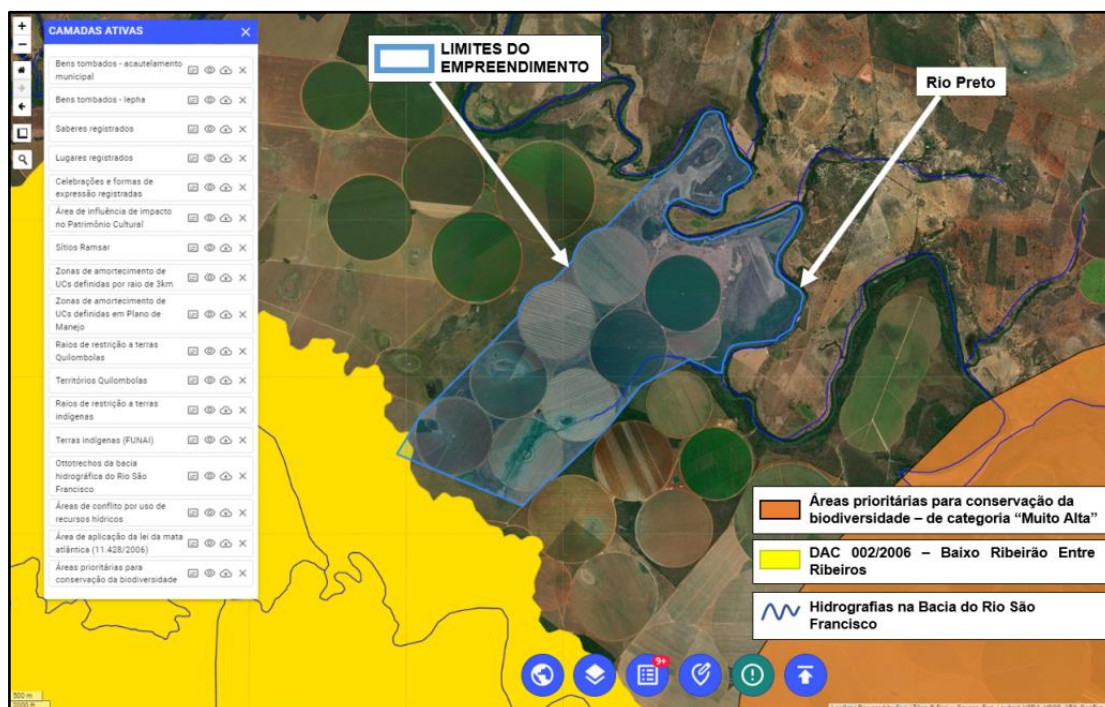 CAMADAS ATIVAS
Bens tombados - acautelamento
municipal
Bens tombados - Iepha
Saberes registrados
Lugares registrados
Celebrações e formas de
expressão registradas
Área de influência de impacto
no Patrimônio Cultural
Sítios Ramsar
Zonas de amortecimento de
UCs definidas por raio de 3km
Zonas de amortecimento de
UCs definidas em Plano de
Manejo
Raios de restrição a terras
Quilombolas
Territórios Quilombolas
Raios de restrição a terras
indígenas
Terras indígenas (FUNAI)
Ottotrechos da bacia
hidrográfica do Rio São
Francisco
Áreas de conflito por uso de
recursos hídricos
Área de aplicação da lei da mata
atlântica (11.428/2006)
Áreas prioritárias para
conservação da biodiversidade
LIMITES DO
EMPREENDIMENTO
Rio Preto
Áreas prioritárias para conservação da
biodiversidade – de categoria “Muito Alta”
DAC 002/2006 – Baixo Ribeirão Entre
Ribeiros
Hidrografias na Bacia do Rio São
Francisco
9+
500 m